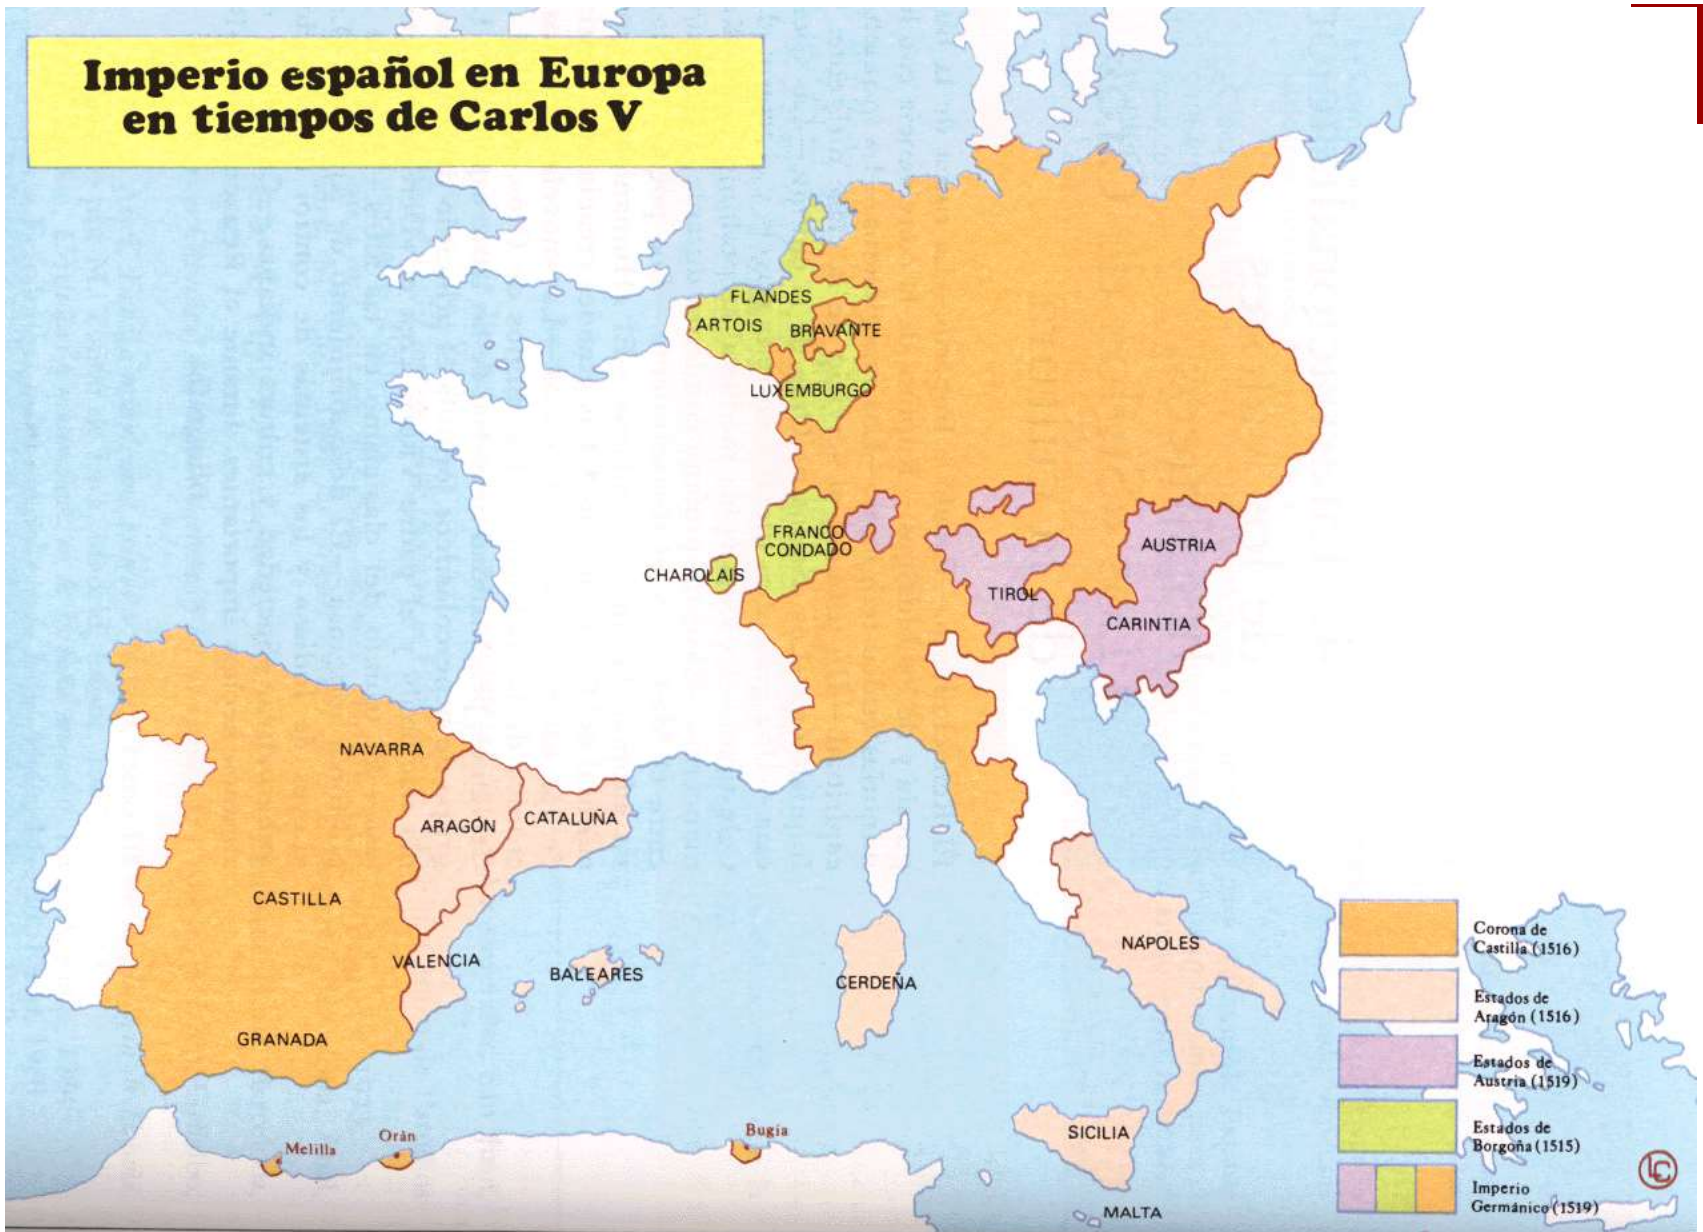 Imperio español en Europa
en tiempos de Carlos V
FLANDES
ARTOIS
BRAVANTE
LUXEMBURGO
FRANCO
CONDADO
CHAROLAIS
AUSTRIA
TIROL
CARINTIA
NAVARRA
ARAGÓN
CATALUÑA
CASTILLA
VALENCIA
BALEARES
CERDEÑA
NÁPOLES
GRANADA
SICILIA
MALTA
Melilla
Orán
Bugia
Corona de
Castilla (1516)
Estados de
Aragón (1516)
Estados de
Austria (1519)
Estados de
Borgoña (1515)
Imperio
Germánico (1519)
LC